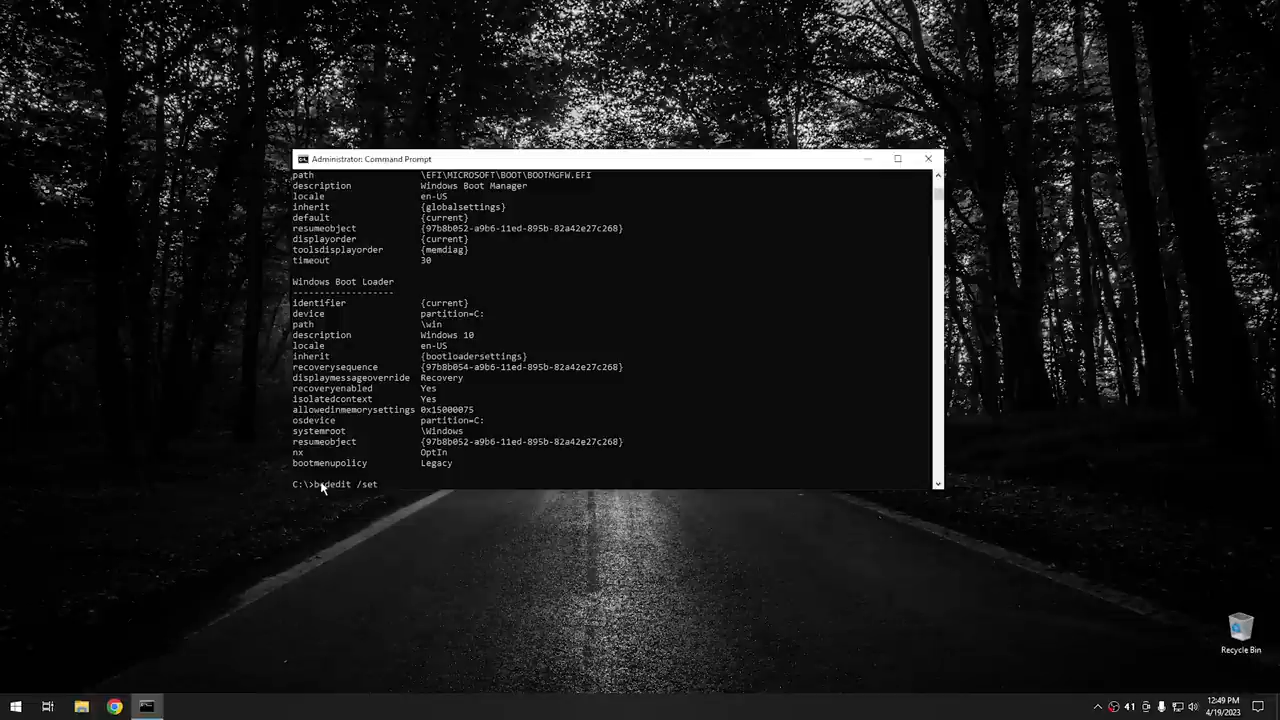 Administrator: Command Prompt
path \EFI\MICROSOFT\BOOT\BOOTMGFW.EFI
description Windows Boot Manager
locale en-US
inherit {globalsettings}
default {current}
resumeobject {97b8b052-a9b6-11ed-895b-82a42e27c268}
displayorder {current}
toolsdisplayorder {memdiag}
timeout 30
Windows Boot Loader
-------------------
identifier {current}
device partition=C:
path \win
description Windows 10
locale en-US
inherit {bootloadersettings}
recoverysequence {97b8b054-a9b6-11ed-895b-82a42e27c268}
displaymessageoverride Recovery
recoveryenabled Yes
isolatedcontext Yes
allowedinmemorysettings 0x15000075
osdevice partition=C:
systemroot \Windows
resumeobject {97b8b052-a9b6-11ed-895b-82a42e27c268}
nx OptIn
bootmenupolicy Legacy
C:\>bcdedit /set
Recycle Bin
41
12:49 PM
4/19/2023